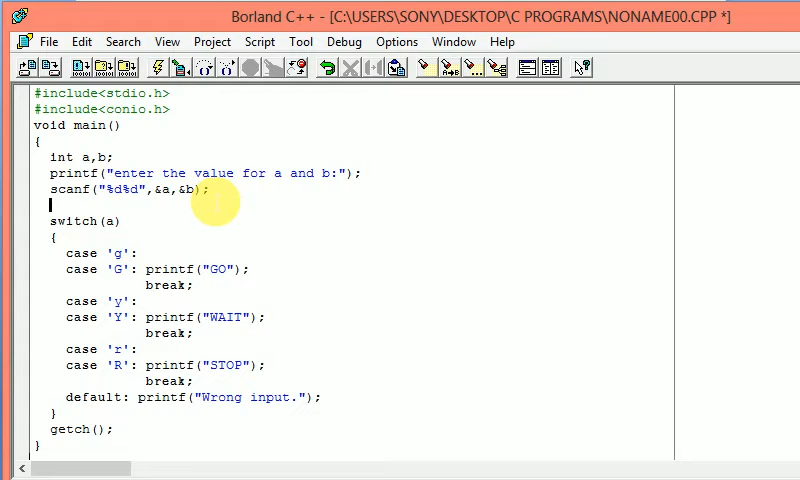 Borland C++ - [C:\USERS\SONY\DESKTOP\C PROGRAMS\NONAME00.CPP *]
File Edit Search View Project Script Tool Debug Options Window Help
#include<stdio.h>
#include<conio.h>
void main()
{
  int a,b;
  printf("enter the value for a and b:");
  scanf("%d%d",&a,&b);
  switch(a)
  {
    case 'g':
    case 'G': printf("GO");
              break;
    case 'y':
    case 'Y': printf("WAIT");
              break;
    case 'r':
    case 'R': printf("STOP");
              break;
    default: printf("Wrong input.");
  }
  getch();
}